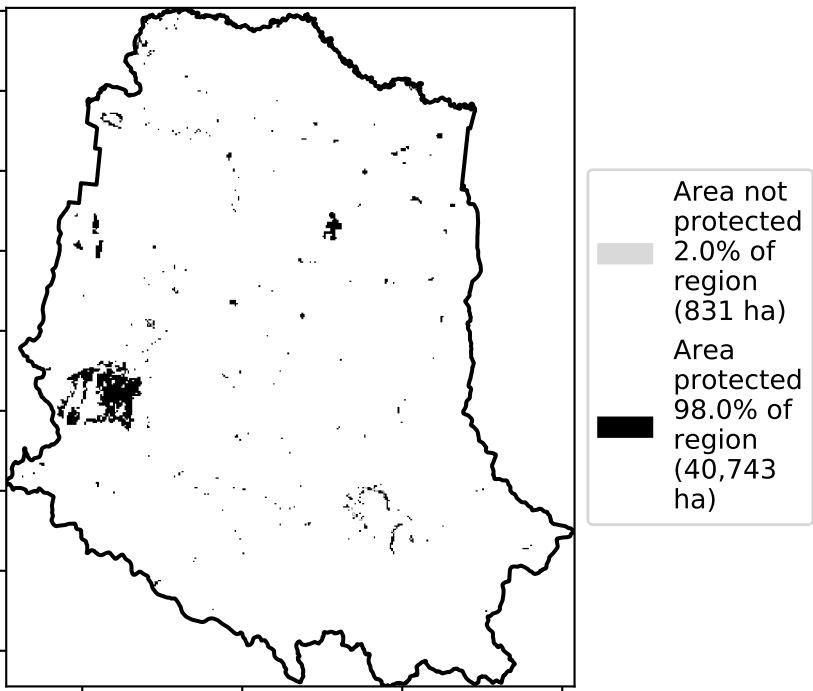 Area not
protected
2.0% of
region
(831 ha)
Area
protected
98.0% of
region
(40,743
ha)